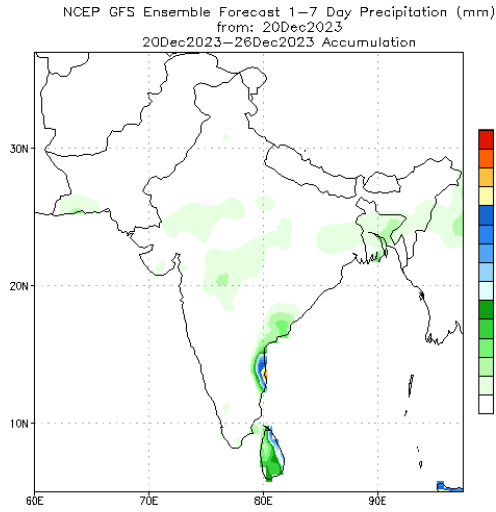 NCEP GFS Ensemble Forecast 1−7 Day Precipitation (mm)
from: 20Dec2023
20Dec2023−26Dec2023 Accumulation
30N
20N
10N
60E
70E
80E
90E